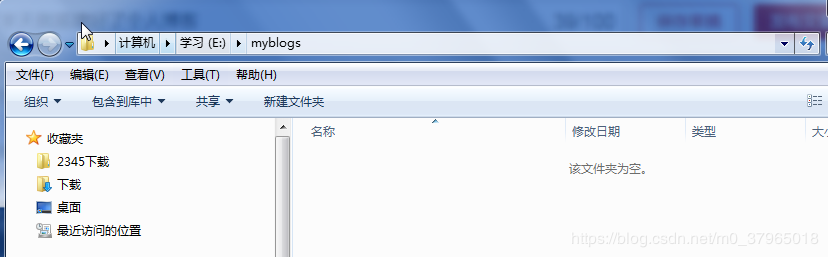 39/100
计算机 学习 (E:) myblogs
文件(F) 编辑(E) 查看(V) 工具(T) 帮助(H)
组织 包含到库中 共享 新建文件夹
名称 修改日期 类型 大小
收藏夹
该文件夹为空。
2345下载
下载
桌面
最近访问的位置
https://blog.csdn.net/m0_37965018